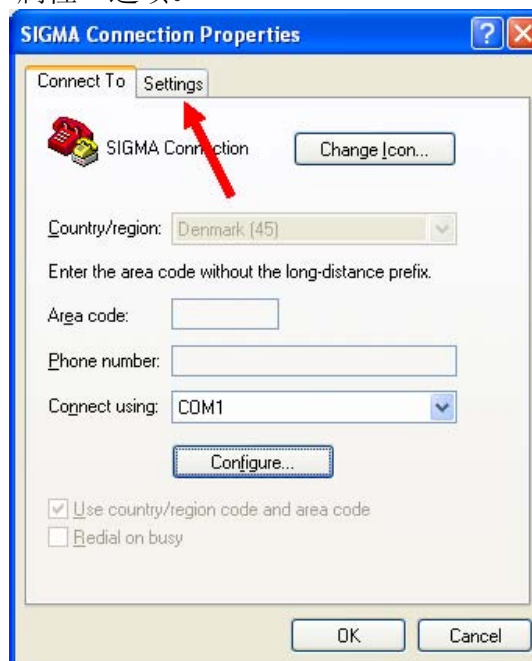 SIGMA Connection Properties
Connect To Settings
SIGMA Connection Change Icon...
Country/region: Denmark (45)
Enter the area code without the long-distance prefix.
Area code:
Phone number:
Connect using: COM1
Configure...
Use country/region code and area code
Redial on busy
OK Cancel